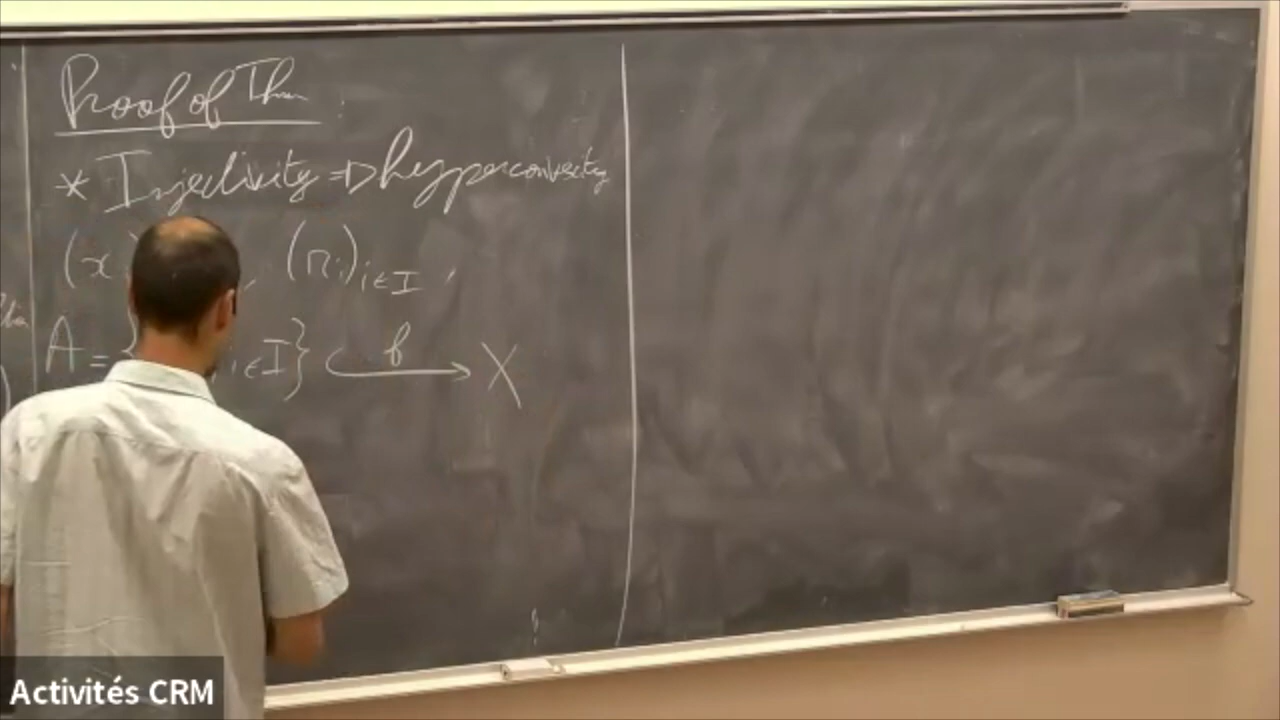 Proof of Thm
* Injectivity ⇒ hyperconvexity
(x , (r_i)_{i∈I} ,
A = { , i∈I} ↪^f X
Activités CRM